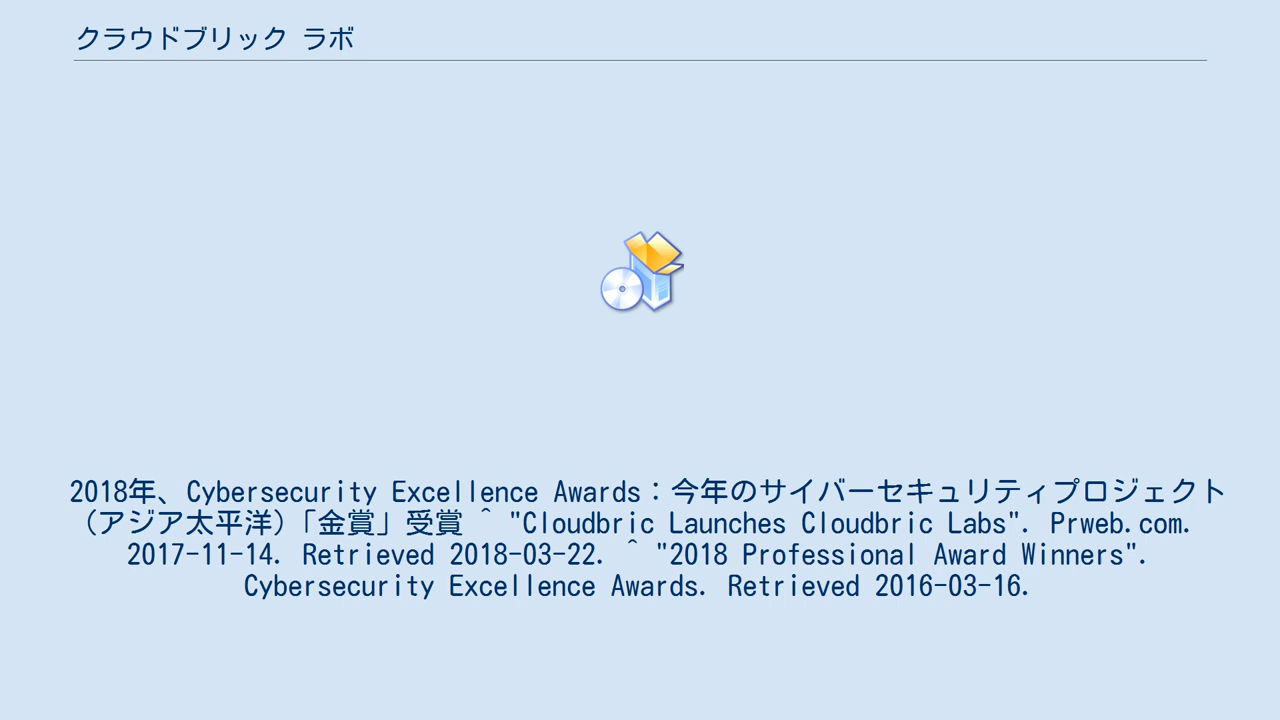 クラウドブリック ラボ
2018年、Cybersecurity Excellence Awards：今年のサイバーセキュリティプロジェクト
（アジア太平洋）「金賞」受賞 ^ "Cloudbric Launches Cloudbric Labs". Prweb.com.
2017-11-14. Retrieved 2018-03-22. ^ "2018 Professional Award Winners".
Cybersecurity Excellence Awards. Retrieved 2016-03-16.